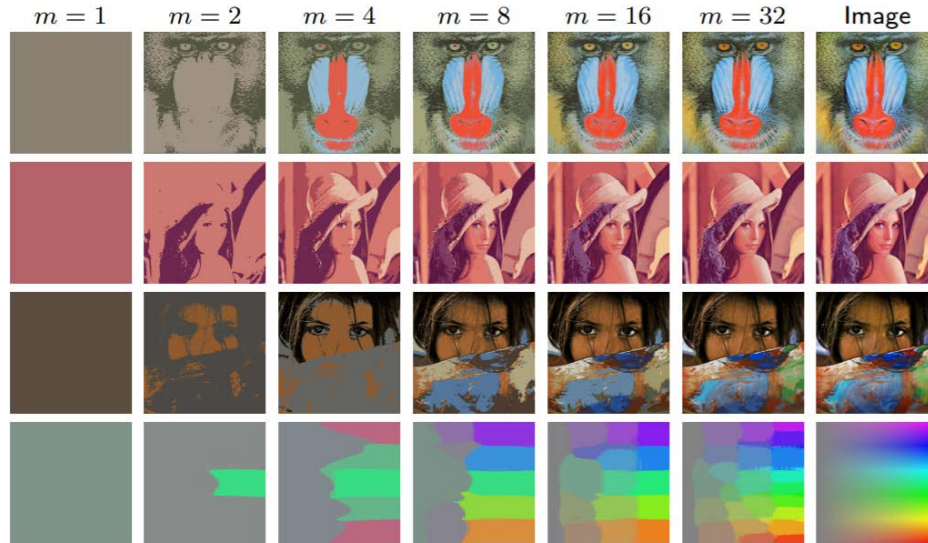 m = 1 m = 2 m = 4 m = 8 m = 16 m = 32 Image